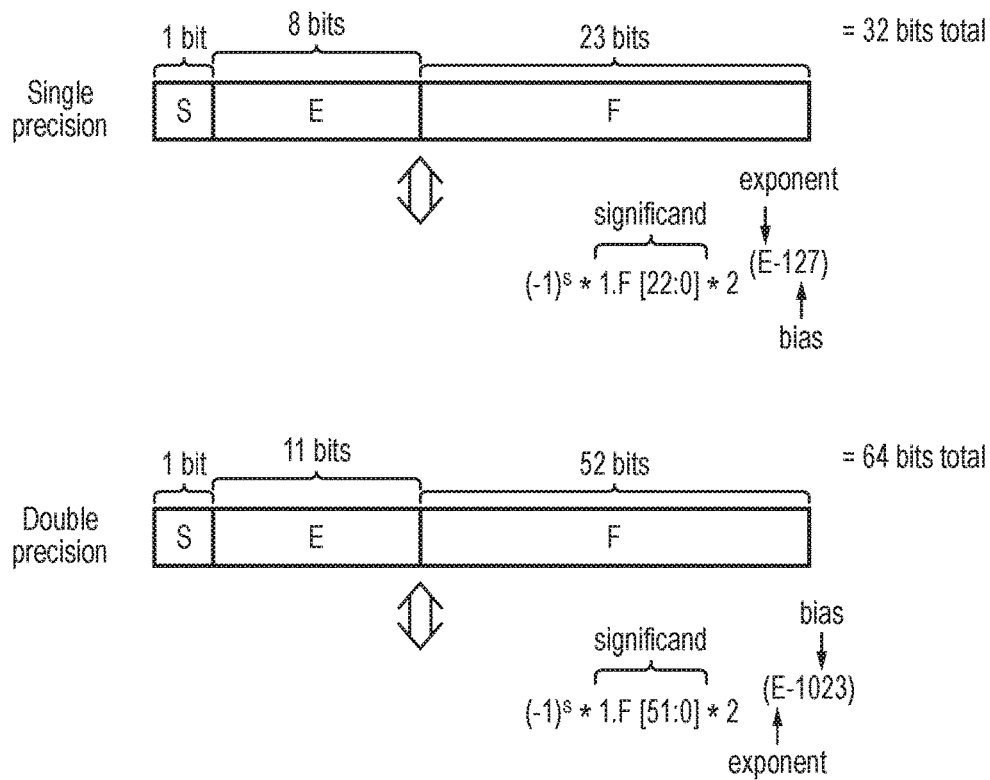 1 bit 8 bits 23 bits = 32 bits total
Single
precision
S E F
exponent
significand
(-1)ˢ * 1.F [22:0] * 2 (E-127)
bias
1 bit 11 bits 52 bits = 64 bits total
Double
precision
S E F
bias
significand
(-1)ˢ * 1.F [51:0] * 2 (E-1023)
exponent